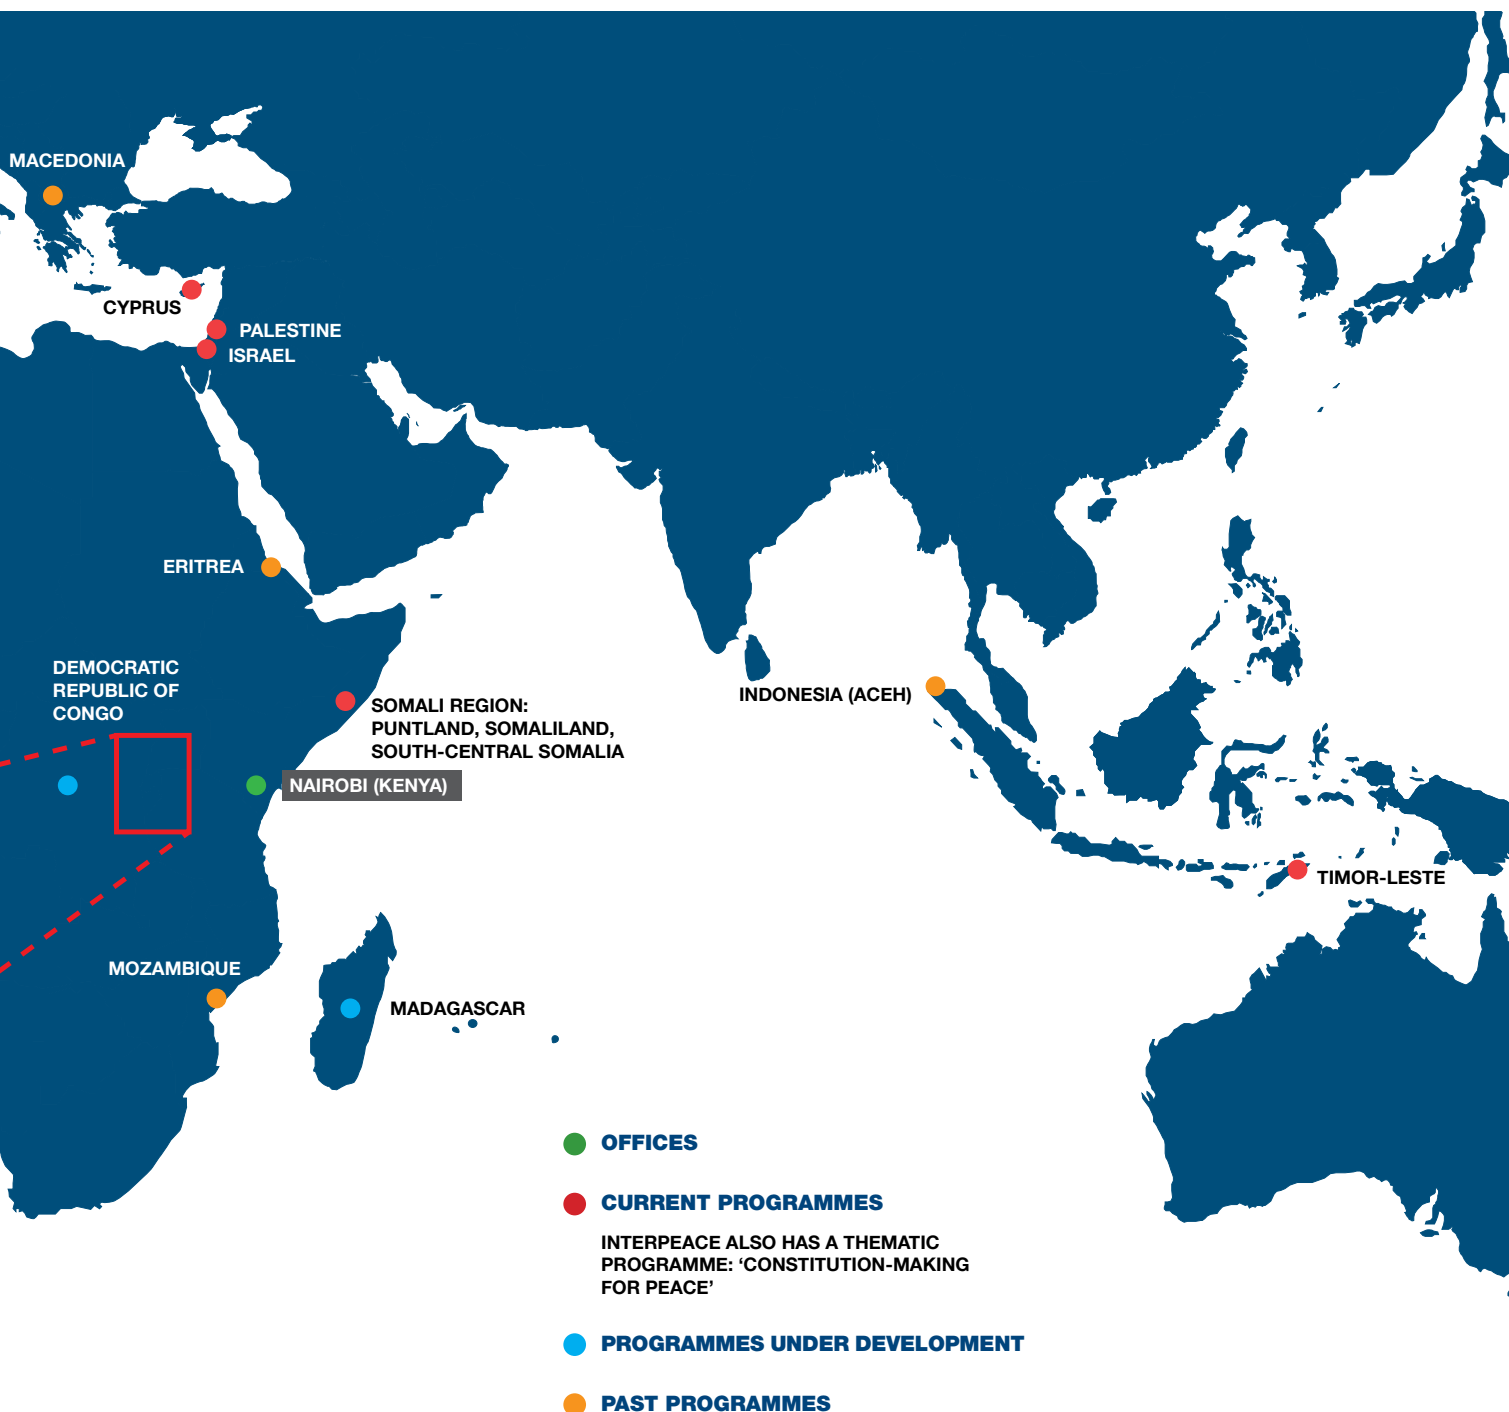 MACEDONIA
CYPRUS
PALESTINE
ISRAEL
ERITREA
DEMOCRATIC
REPUBLIC OF
CONGO
SOMALI REGION:
PUNTLAND, SOMALILAND,
SOUTH-CENTRAL SOMALIA
INDONESIA (ACEH)
NAIROBI (KENYA)
TIMOR-LESTE
MOZAMBIQUE
MADAGASCAR
OFFICES
CURRENT PROGRAMMES
INTERPEACE ALSO HAS A THEMATIC
PROGRAMME: ‘CONSTITUTION-MAKING
FOR PEACE’
PROGRAMMES UNDER DEVELOPMENT
PAST PROGRAMMES